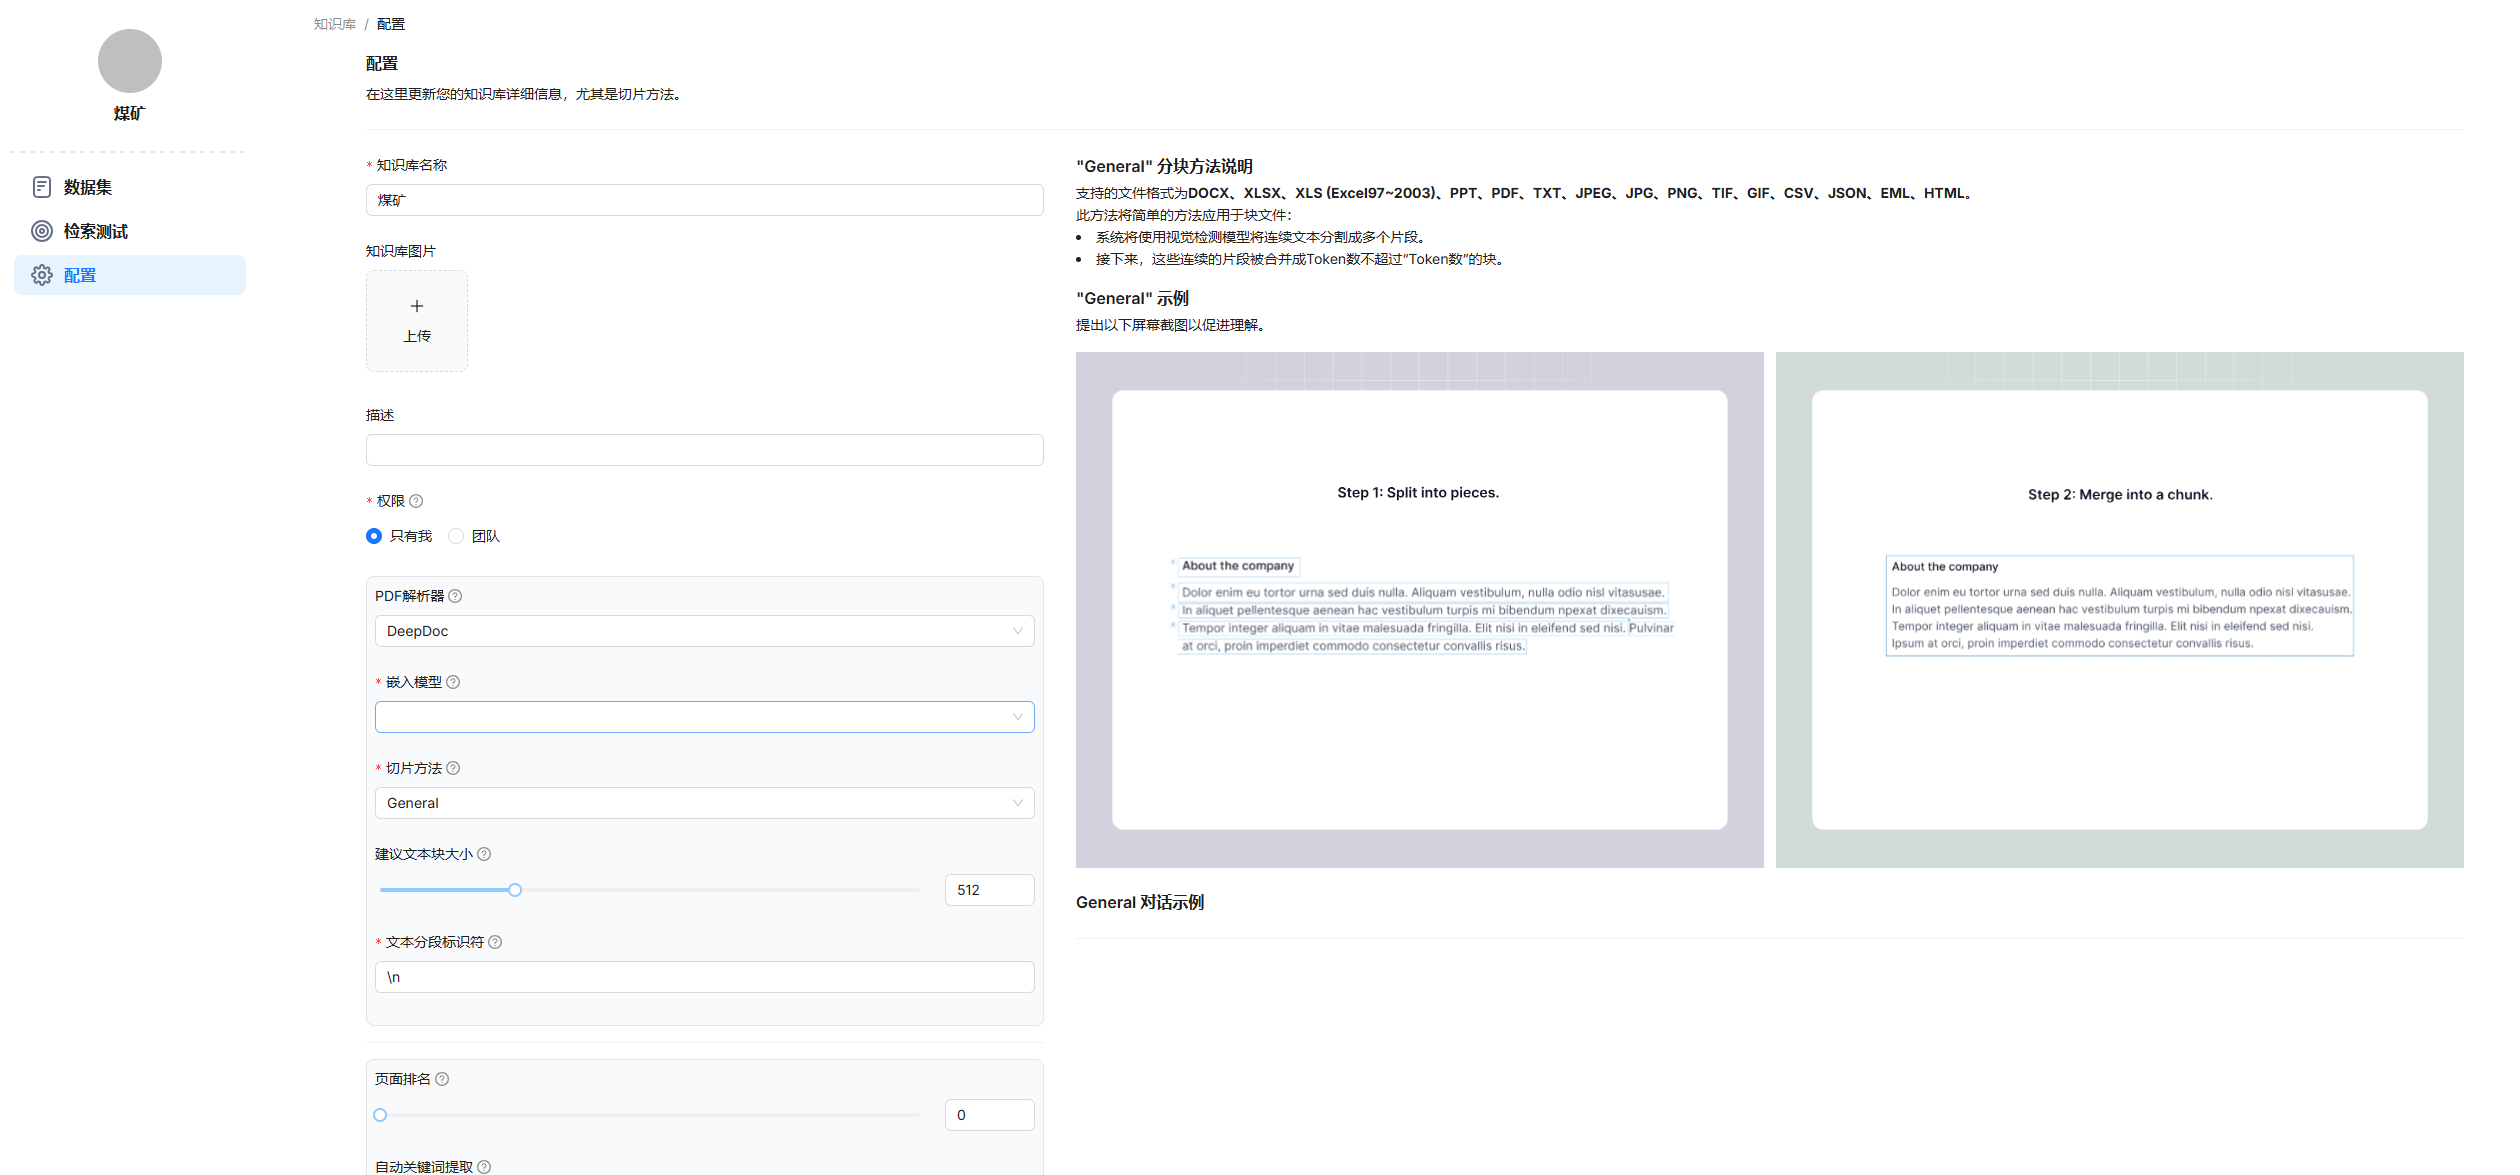 煤矿
数据集
检索测试
配置
知识库 / 配置
配置
在这里更新您的知识库详细信息，尤其是切片方法。
* 知识库名称
煤矿
知识库图片
+
上传
描述
* 权限
只有我 团队
PDF解析器
DeepDoc
* 嵌入模型
* 切片方法
General
建议文本块大小
512
* 文本分段标识符
\n
页面排名
0
自动关键词提取
"General" 分块方法说明
支持的文件格式为DOCX、XLSX、XLS (Excel97~2003)、PPT、PDF、TXT、JPEG、JPG、PNG、TIF、GIF、CSV、JSON、EML、HTML。
此方法将简单的方法应用于块文件：
• 系统将使用视觉检测模型将连续文本分割成多个片段。
• 接下来，这些连续的片段被合并成Token数不超过“Token数”的块。
"General" 示例
提出以下屏幕截图以促进理解。
Step 1: Split into pieces.
About the company
Dolor enim eu tortor urna sed duis nulla. Aliquam vestibulum, nulla odio nisl vitasusae.
In aliquet pellentesque aenean hac vestibulum turpis mi bibendum npexat dixecauism.
Tempor integer aliquam in vitae malesuada fringilla. Elit nisi in eleifend sed nisi. Pulvinar
at orci, proin imperdiet commodo consectetur convallis risus.
Step 2: Merge into a chunk.
About the company
Dolor enim eu tortor urna sed duis nulla. Aliquam vestibulum, nulla odio nisl vitasusae.
In aliquet pellentesque aenean hac vestibulum turpis mi bibendum npexat dixecauism.
Tempor integer aliquam in vitae malesuada fringilla. Elit nisi in eleifend sed nisi.
Ipsum at orci, proin imperdiet commodo consectetur convallis risus.
General 对话示例